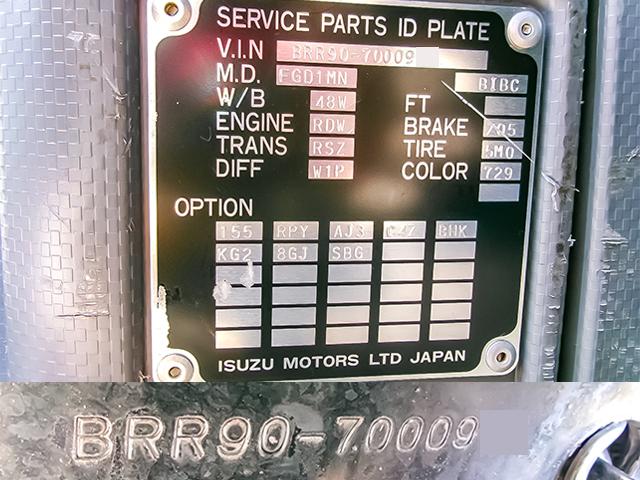 SERVICE PARTS ID PLATE
V.I.N BRR90-70009
M.D. FGD1MN BIBC
W/B 48W FT
ENGINE RDW BRAKE 705
TRANS RSZ TIRE 5M0
DIFF W1P COLOR 729
OPTION
155 RPY AJ3 BHK
KG2 8GJ SBG
ISUZU MOTORS LTD JAPAN
BRR90-70009